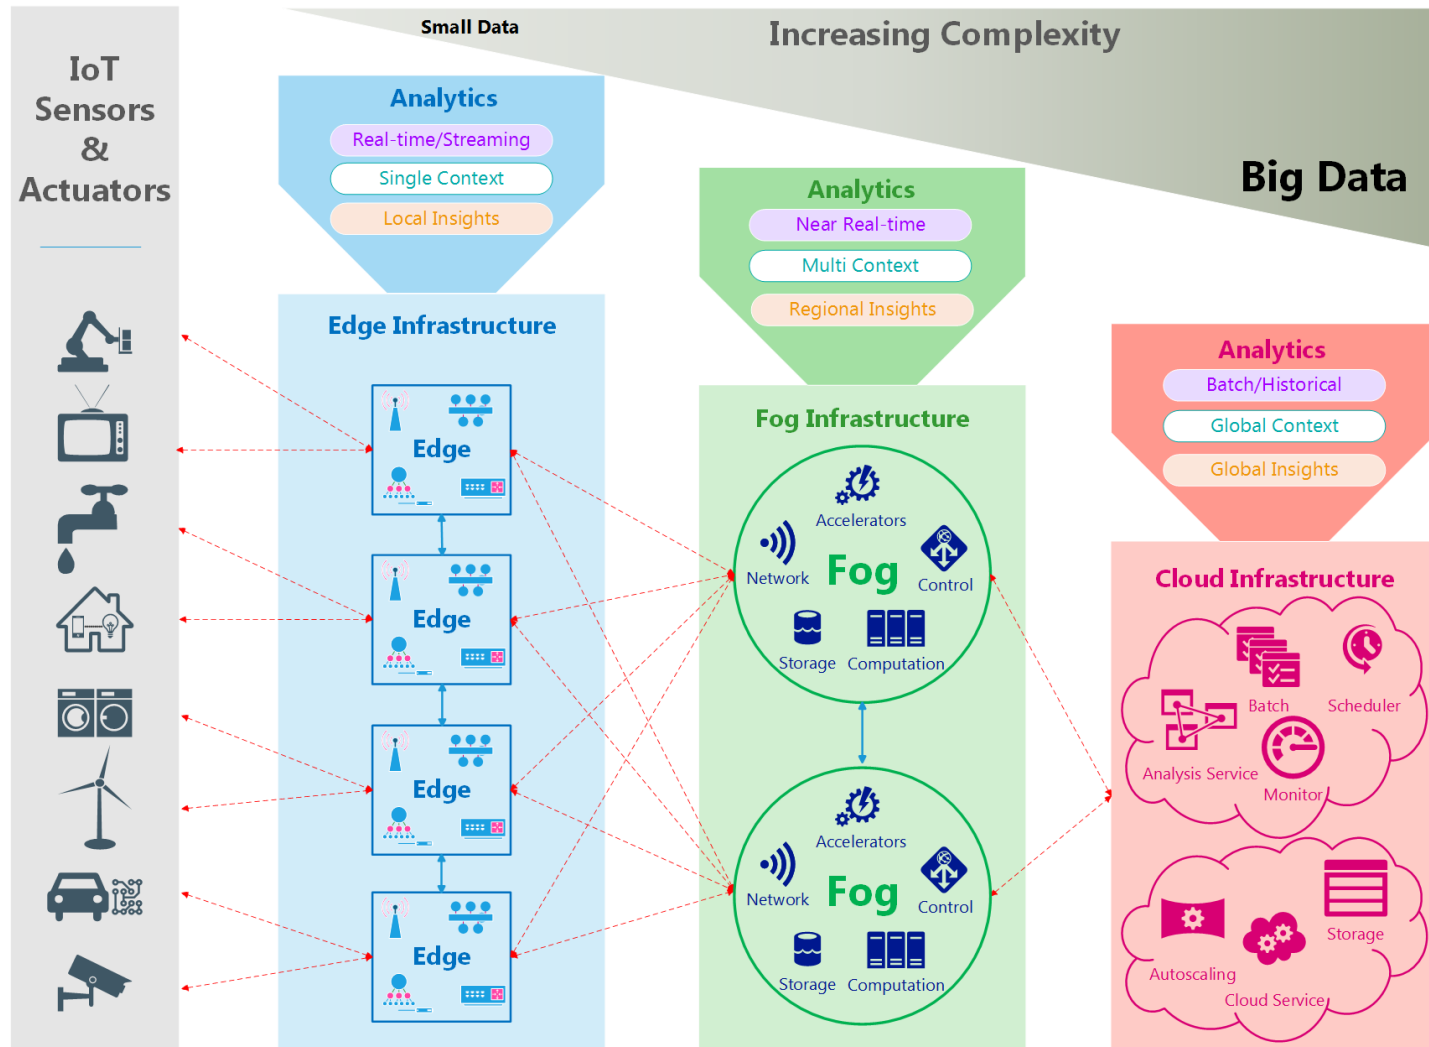 IoT
Sensors
&
Actuators
Small Data
Increasing Complexity
Big Data
Analytics
Real-time/Streaming
Single Context
Local Insights
Edge Infrastructure
Edge
Edge
Edge
Edge
Analytics
Near Real-time
Multi Context
Regional Insights
Fog Infrastructure
Accelerators
Network
Fog
Control
Storage
Computation
Accelerators
Network
Fog
Control
Storage
Computation
Analytics
Batch/Historical
Global Context
Global Insights
Cloud Infrastructure
Batch
Scheduler
Analysis Service
Monitor
Storage
Autoscaling
Cloud Service